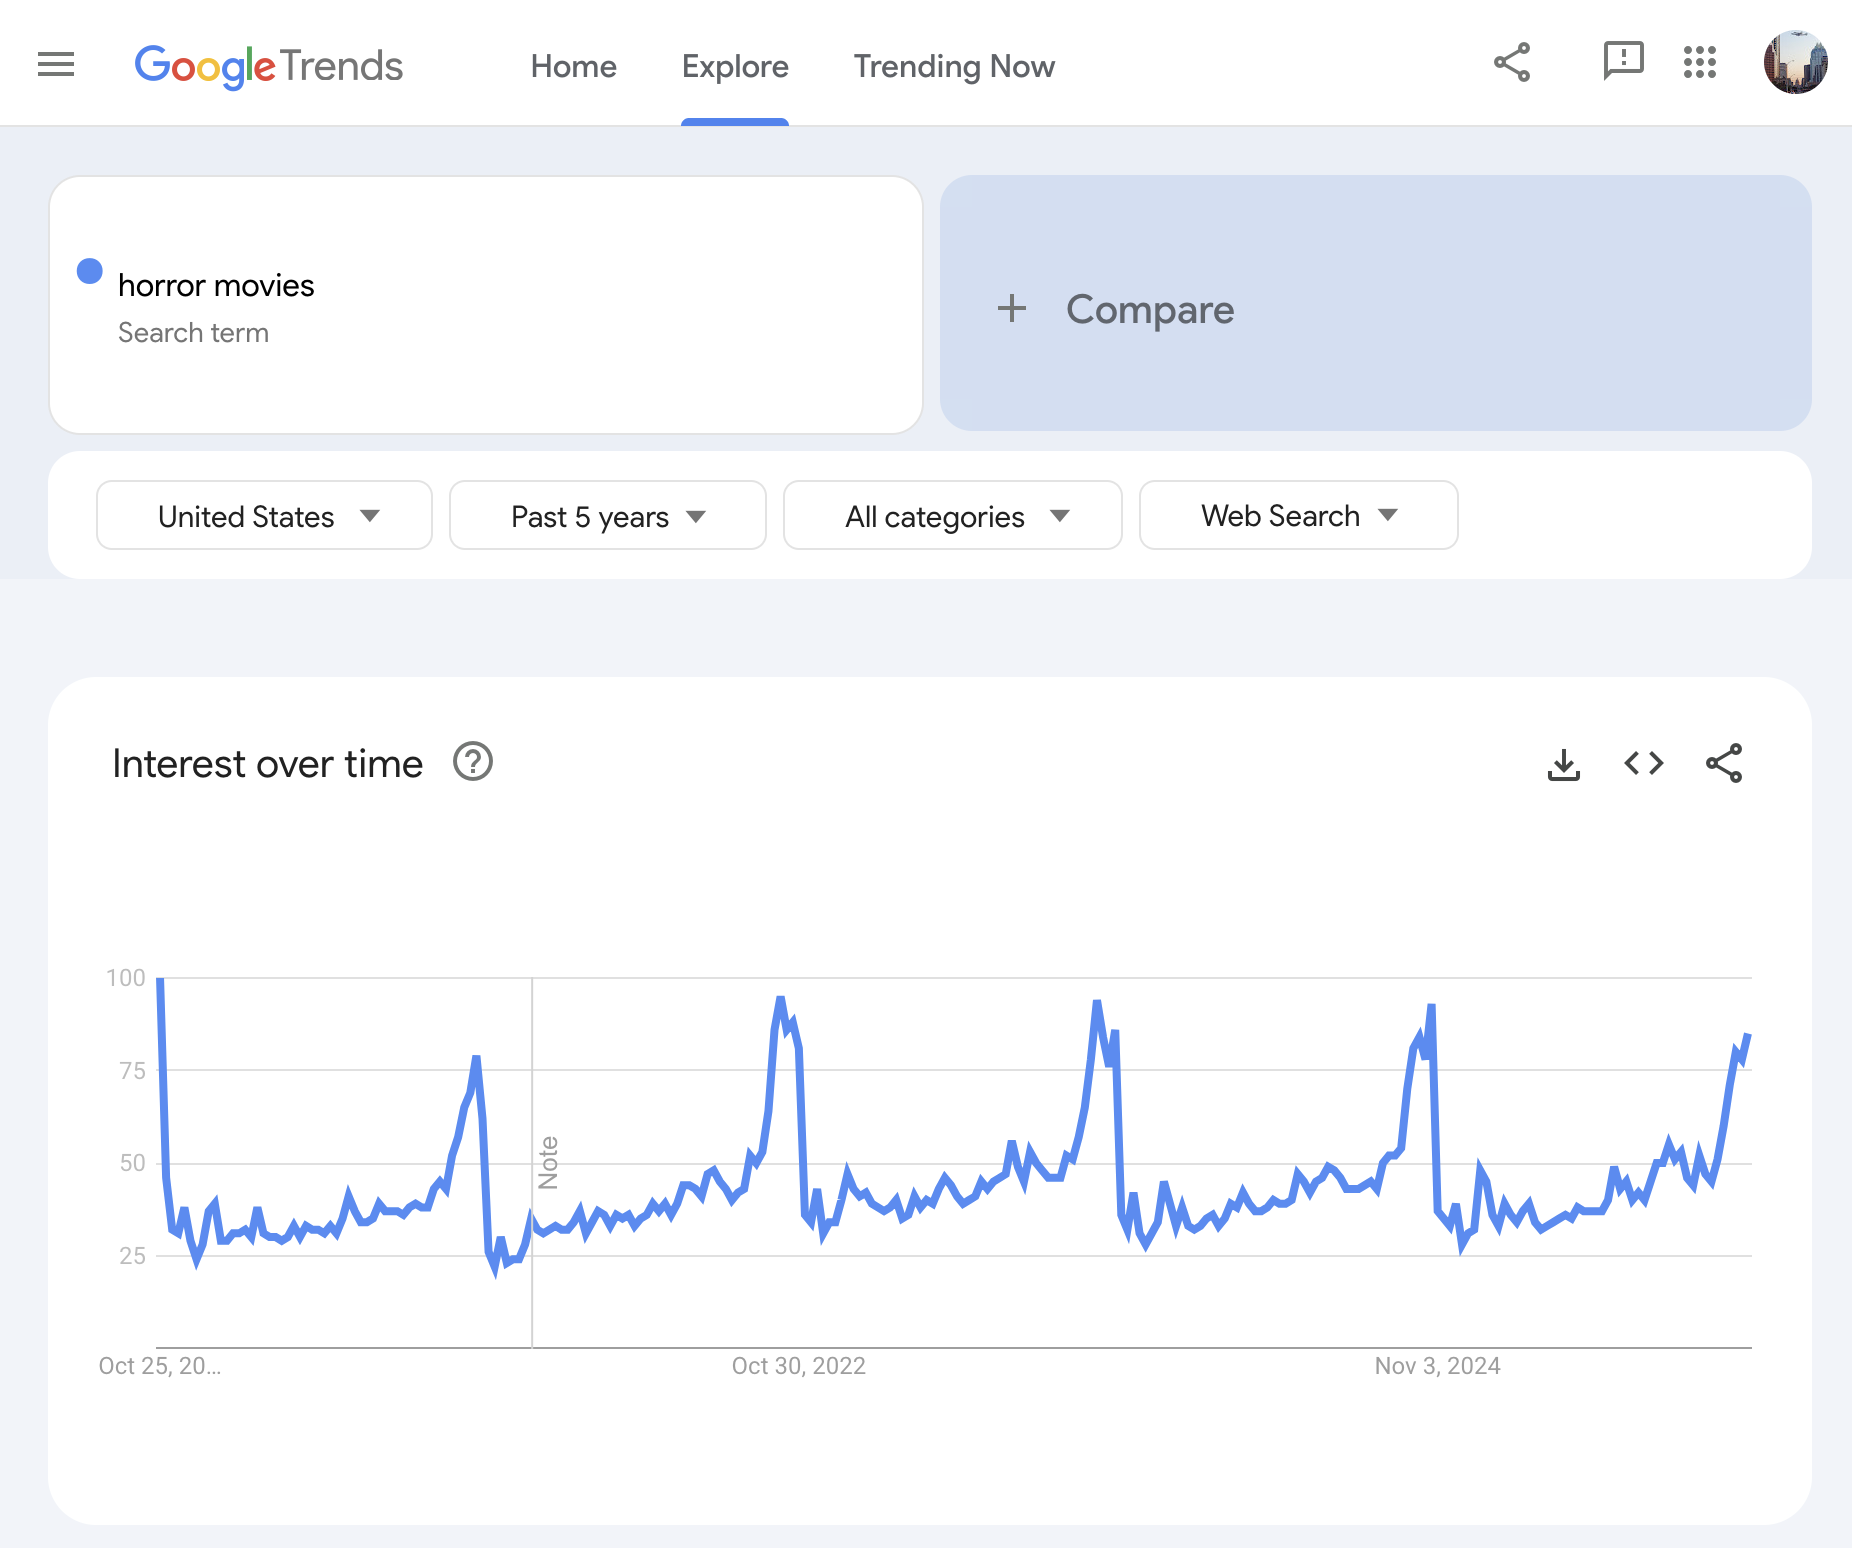 Google Trends
Home
Explore
Trending Now
horror movies
Search term
+ Compare
United States
Past 5 years
All categories
Web Search
Interest over time
100
75
50
25
Note
Oct 25, 20...
Oct 30, 2022
Nov 3, 2024